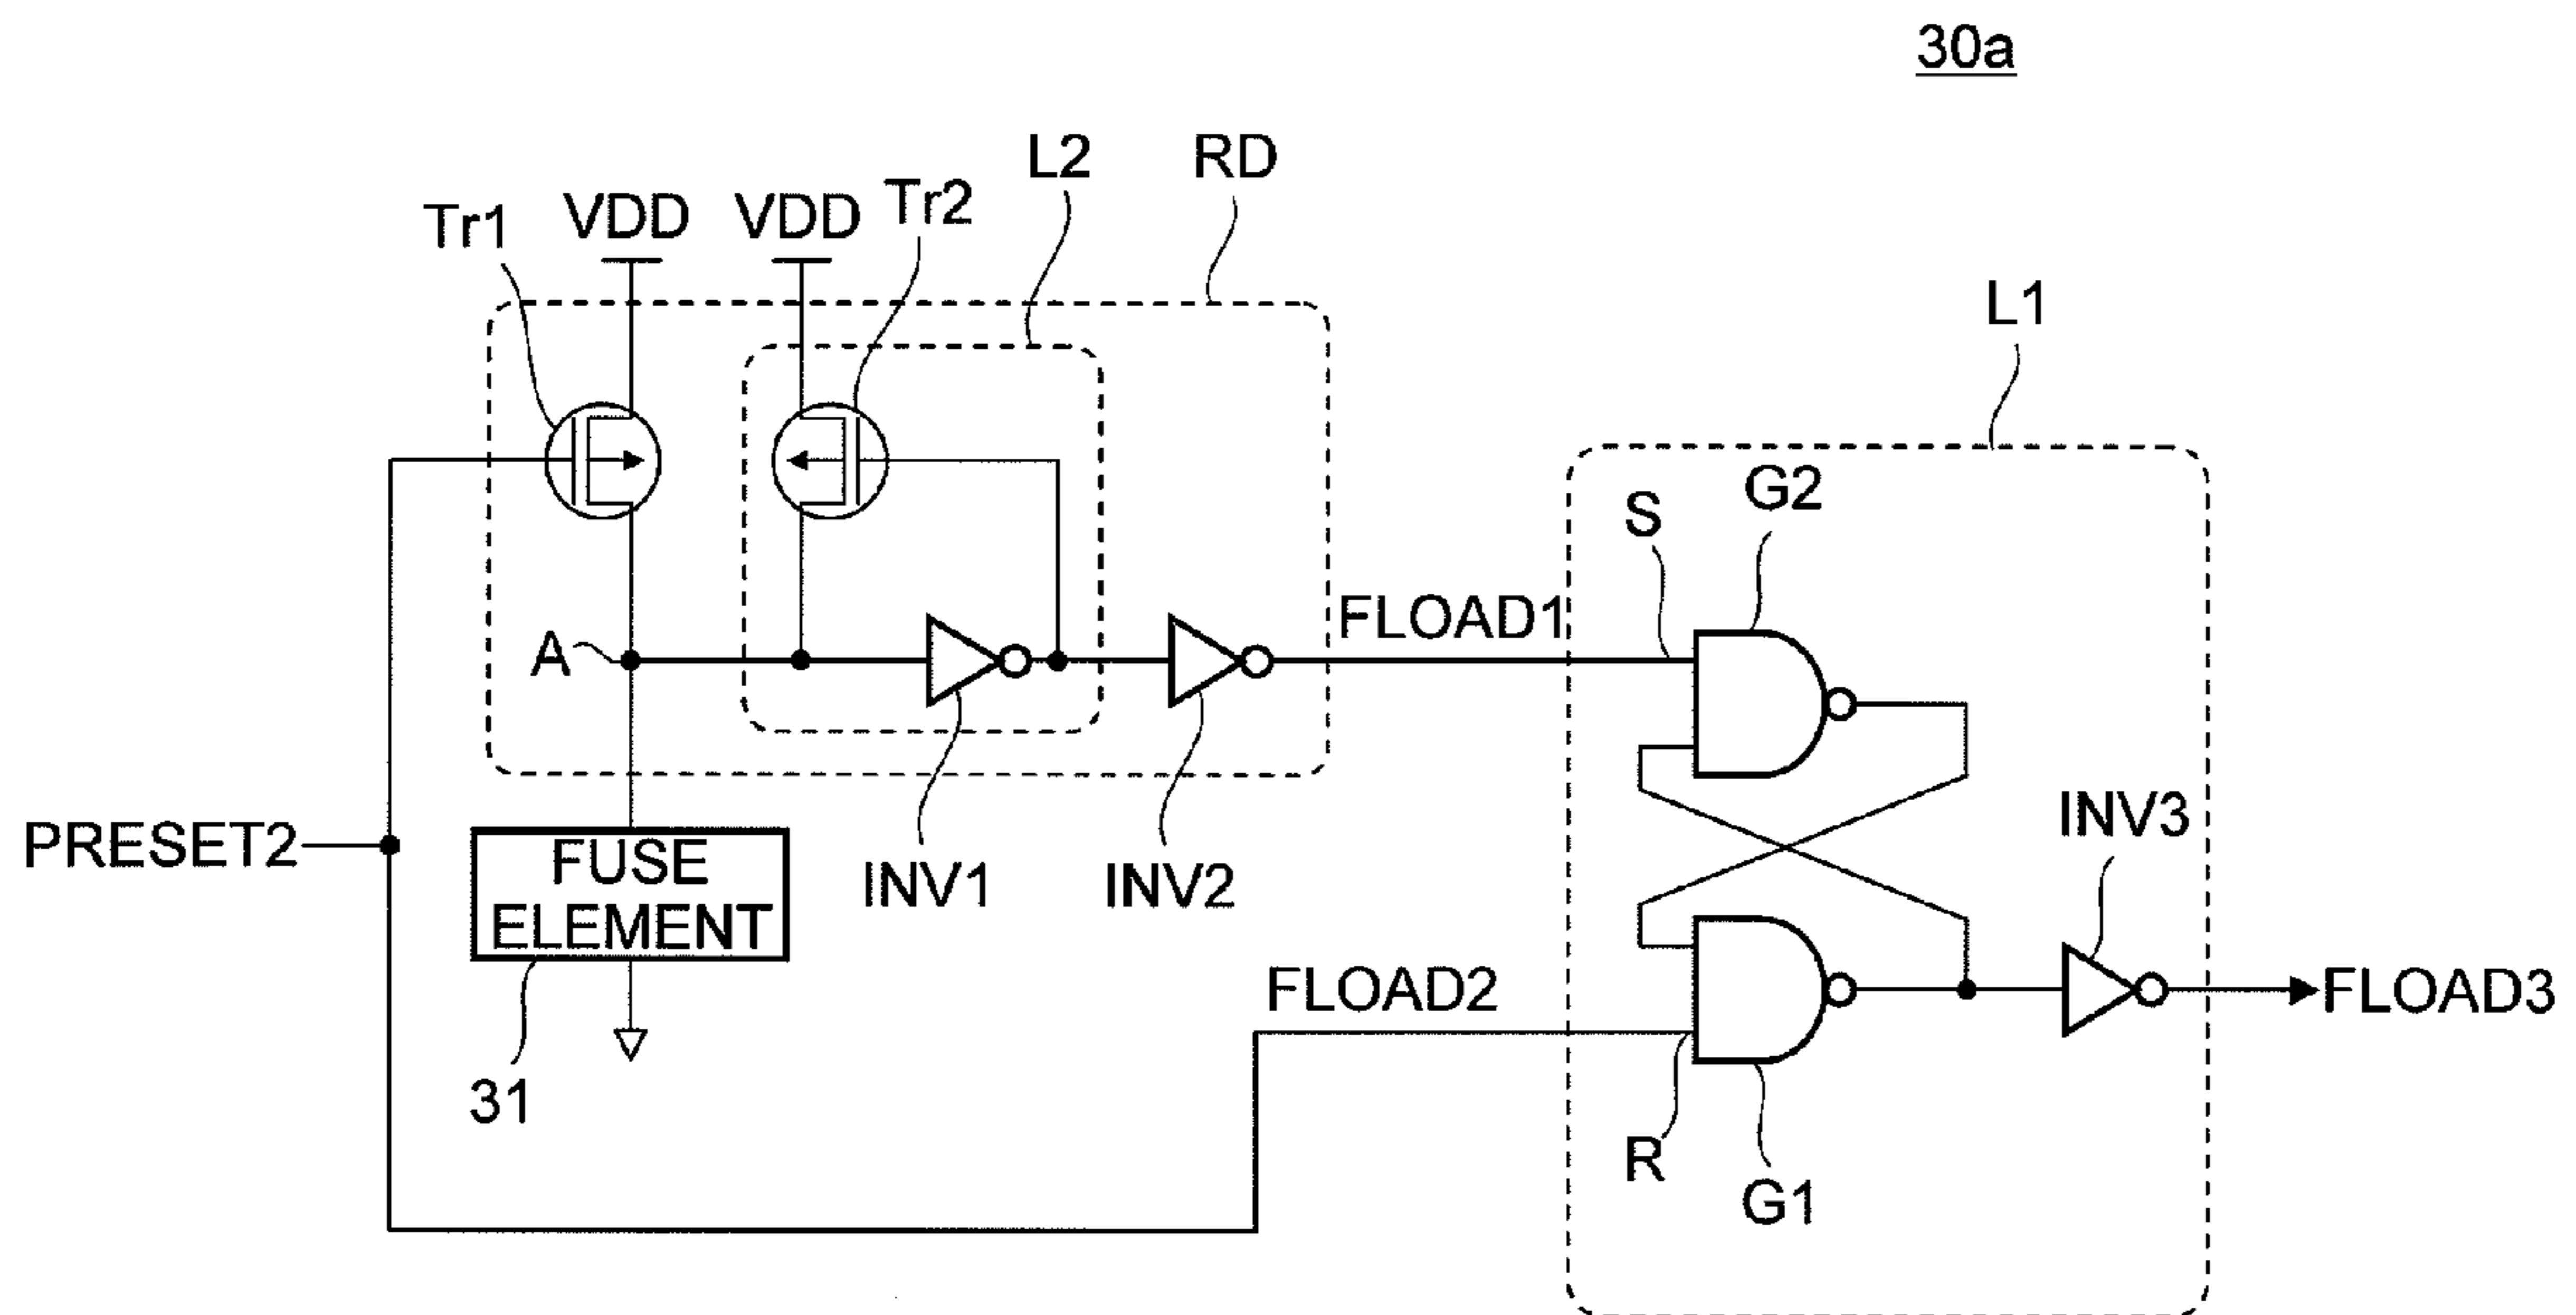 30a
L2
RD
Tr1
VDD
VDD
Tr2
L1
S
G2
A
FLOAD1
PRESET2
FUSE
ELEMENT
INV1
INV2
INV3
FLOAD2
FLOAD3
31
R
G1